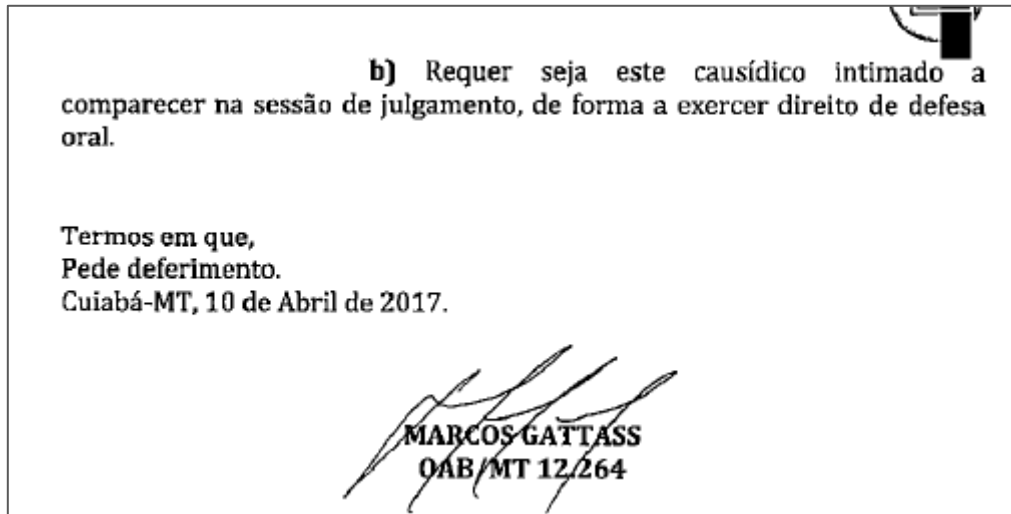 b) Requer seja este causídico intimado a
comparecer na sessão de julgamento, de forma a exercer direito de defesa
oral.
Termos em que,
Pede deferimento.
Cuiabá-MT, 10 de Abril de 2017.
MARCOS GATTASS
OAB/MT 12.264